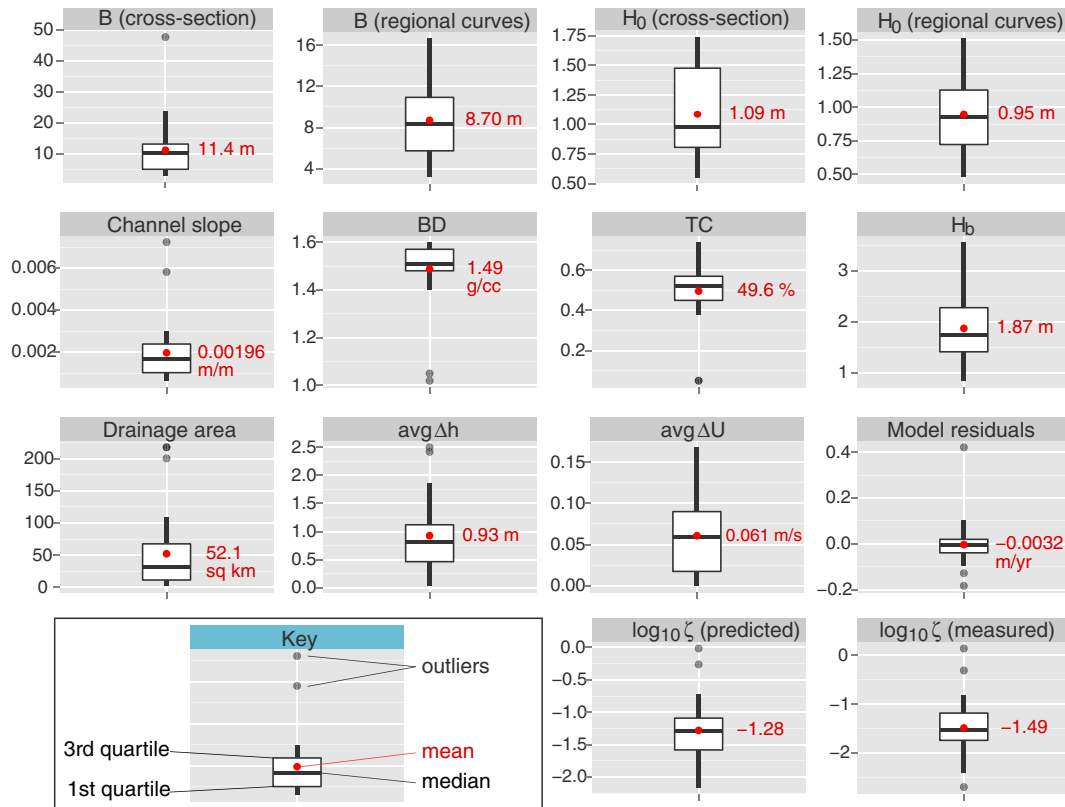 B (cross-section)
50
40
30
20
10
11.4 m
B (regional curves)
16
12
8
4
8.70 m
H0 (cross-section)
1.75
1.50
1.25
1.00
0.75
0.50
1.09 m
H0 (regional curves)
1.50
1.25
1.00
0.75
0.50
0.95 m
Channel slope
0.006
0.004
0.002
0.00196
m/m
BD
1.6
1.4
1.2
1.0
1.49
g/cc
TC
0.6
0.4
0.2
49.6 %
Hb
3
2
1
1.87 m
Drainage area
200
150
100
50
0
52.1
sq km
avg Δh
2.5
2.0
1.5
1.0
0.5
0.0
0.93 m
avg ΔU
0.15
0.10
0.05
0.00
0.061 m/s
Model residuals
0.4
0.2
0.0
−0.2
−0.0032
m/yr
Key
outliers
3rd quartile
mean
1st quartile
median
log10 ζ (predicted)
0.0
−0.5
−1.0
−1.5
−2.0
−1.28
log10 ζ (measured)
0
−1
−2
−1.49